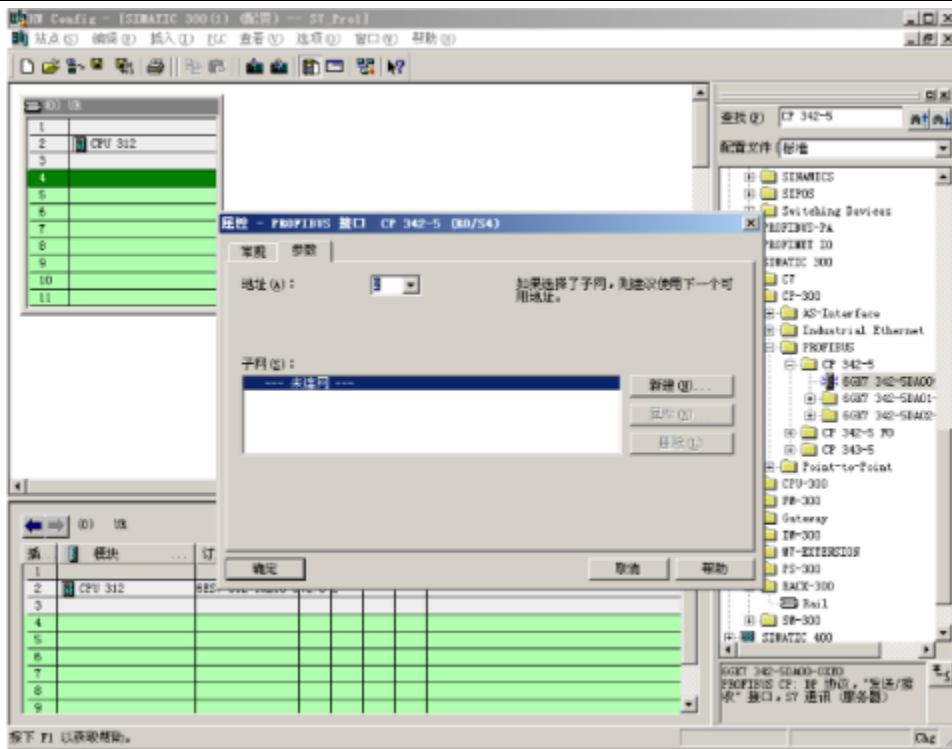 HW Config - [SIMATIC 300(1) (配置) -- ST_Pro1]
站点(S) 编辑(E) 插入(I) PLC 查看(V) 选项(O) 窗口(W) 帮助(H)
(0) UR
1
2 CPU 312
3
4
5
6
7
8
9
10
11
查找(F) CP 342-5
配置文件 标准
SINAMICS
SIPOS
Switching Devices
PROFIBUS-PA
PROFINET IO
SIMATIC 300
C7
CP-300
AS-Interface
Industrial Ethernet
PROFIBUS
CP 342-5
6GK7 342-5DA00
6GK7 342-5DA01-
6GK7 342-5DA02-
CP 342-5 FO
CP 343-5
Point-to-Point
CPU-300
FM-300
Gateway
IM-300
M7-EXTENSION
PS-300
RACK-300
Rail
SM-300
SIMATIC 400
6GK7 342-5DA00-0XE0
PROFIBUS CP: DP 协议，"发送/接
收" 接口，S7 通讯 (服务器)
属性 - PROFIBUS 接口 CP 342-5 (R0/S4)
常规 参数
地址(A)：
如果选择了子网，则建议使用下一个可
用地址。
子网(S)：
--- 未连网 ---
新建(N)...
属性(R)...
删除(L)
确定 取消 帮助
(0) UR
插... 模块 ... 订
1
2 CPU 312
3
4
5
6
7
8
9
按下 F1 以获取帮助。
Chg